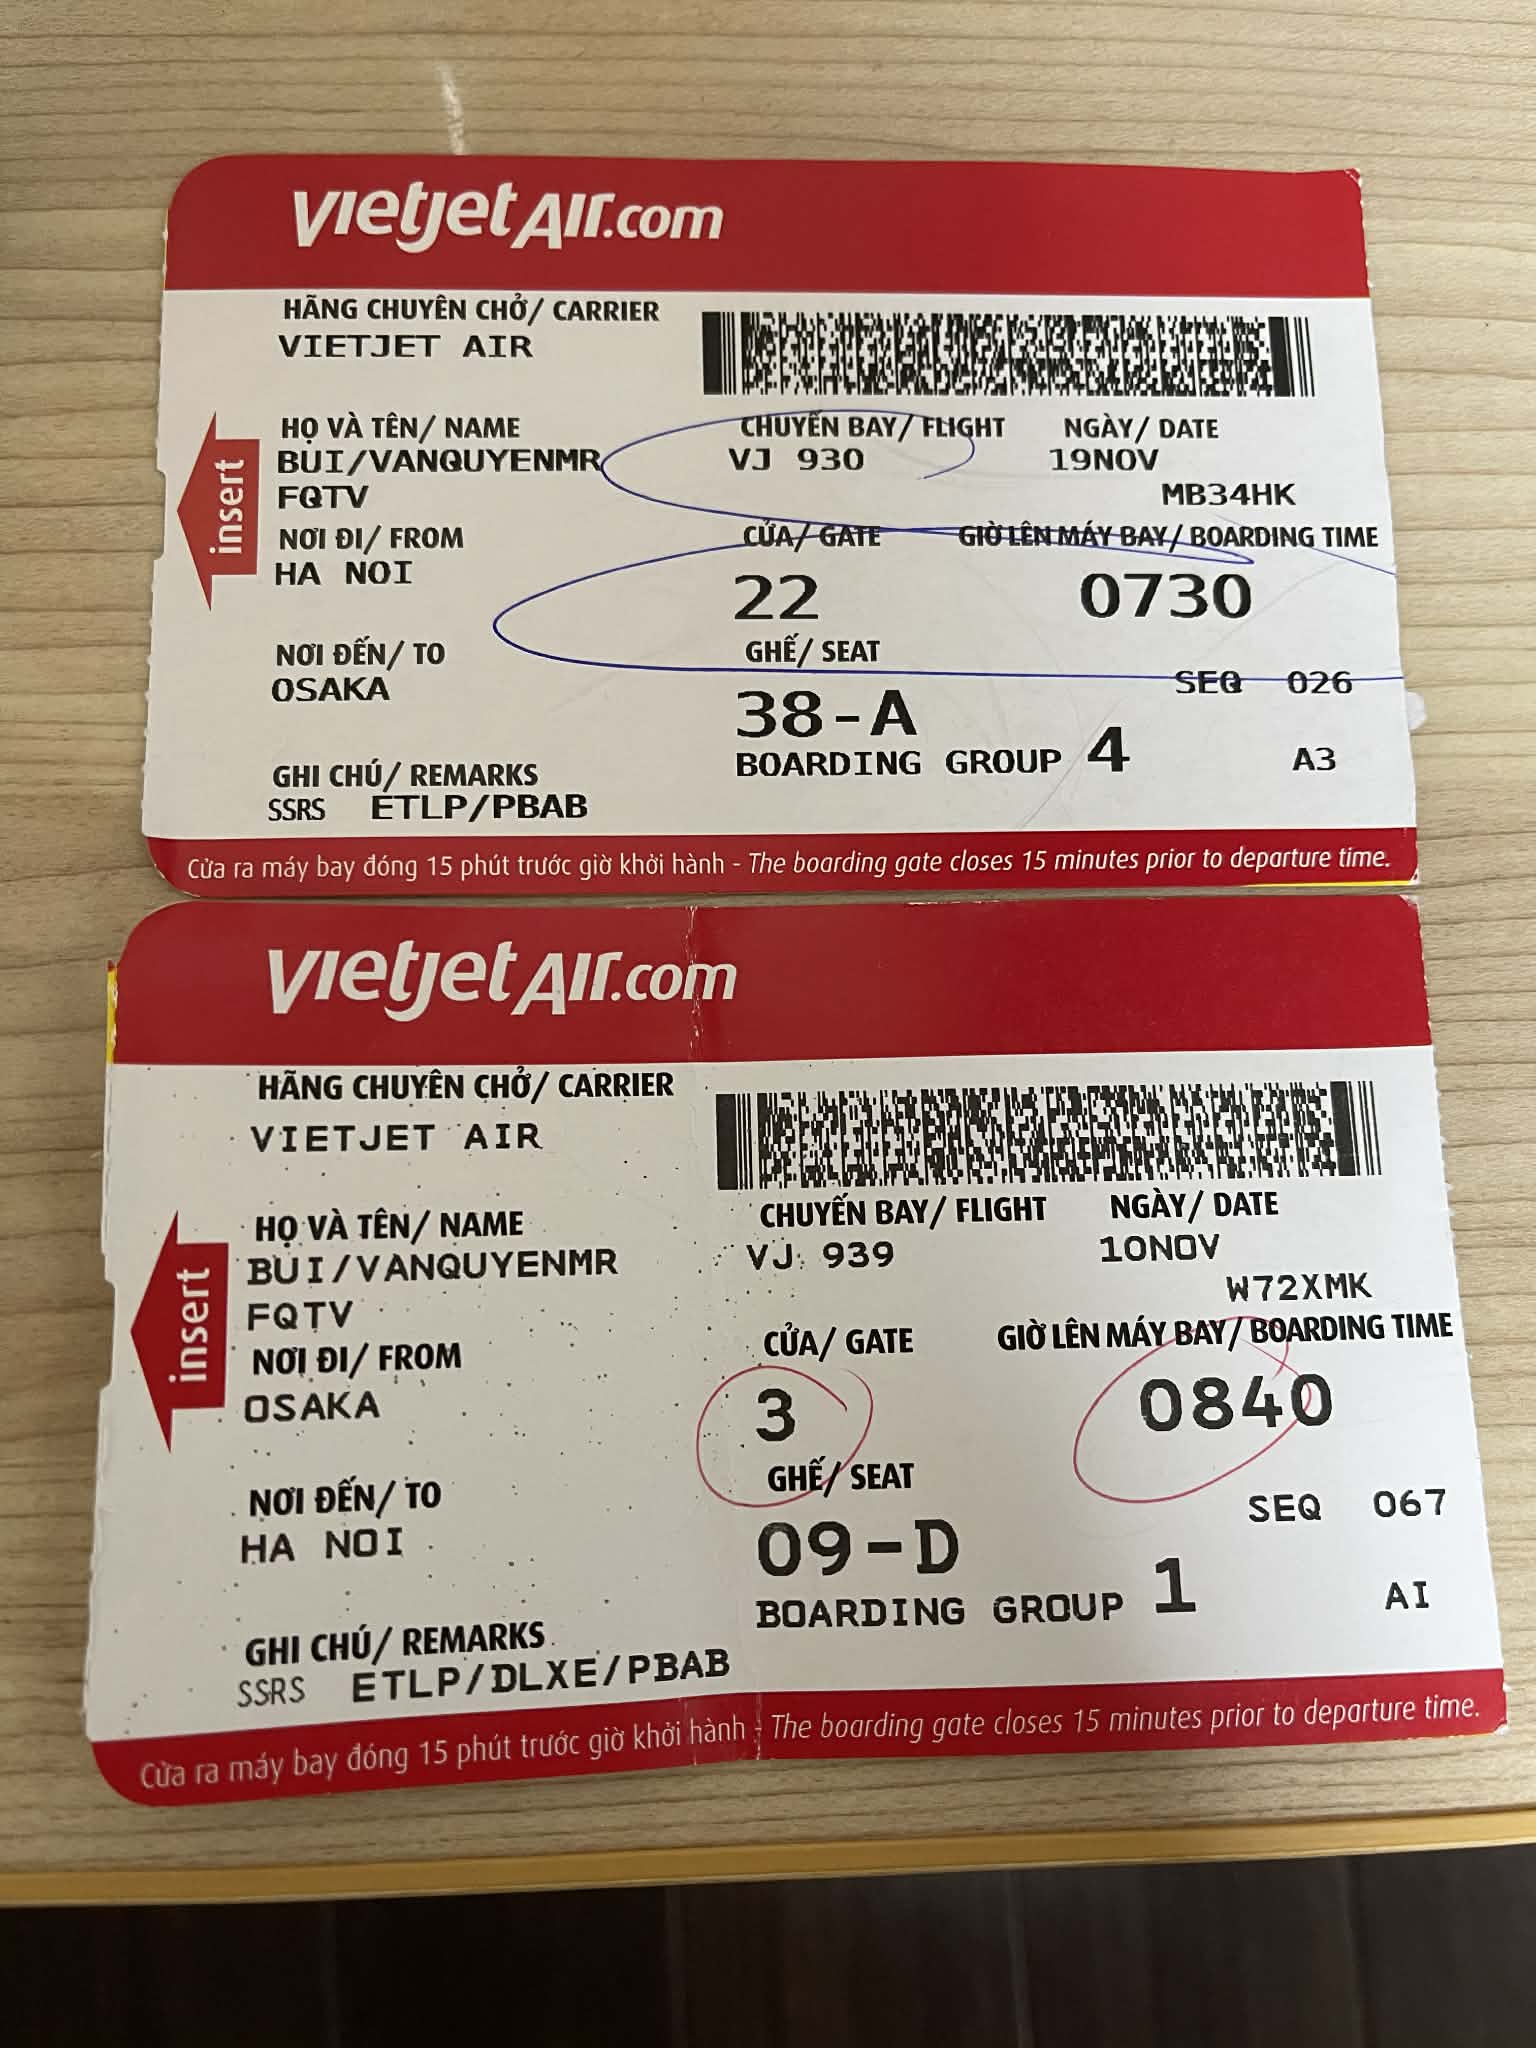 vietjetAir.com
HÃNG CHUYÊN CHỞ/ CARRIER
VIETJET AIR
HỌ VÀ TÊN/ NAME
BUI/VANQUYENMR
FQTV
CHUYẾN BAY/ FLIGHT
VJ 930
NGÀY/ DATE
19NOV
MB34HK
NƠI ĐI/ FROM
HA NOI
CỬA/ GATE
22
GIỜ LÊN MÁY BAY/ BOARDING TIME
0730
NƠI ĐẾN/ TO
OSAKA
GHẾ/ SEAT
38-A
SEQ 026
BOARDING GROUP 4
A3
GHI CHÚ/ REMARKS
SSRS ETLP/PBAB
insert
Cửa ra máy bay đóng 15 phút trước giờ khởi hành - The boarding gate closes 15 minutes prior to departure time.
vietjetAir.com
HÃNG CHUYÊN CHỞ/ CARRIER
VIETJET AIR
HỌ VÀ TÊN/ NAME
BUI/VANQUYENMR
FQTV
CHUYẾN BAY/ FLIGHT
VJ 939
NGÀY/ DATE
10NOV
W72XMK
NƠI ĐI/ FROM
OSAKA
CỬA/ GATE
3
GIỜ LÊN MÁY BAY/ BOARDING TIME
0840
NƠI ĐẾN/ TO
HA NOI
GHẾ/ SEAT
09-D
SEQ 067
BOARDING GROUP 1
AI
GHI CHÚ/ REMARKS
SSRS ETLP/DLXE/PBAB
insert
Cửa ra máy bay đóng 15 phút trước giờ khởi hành - The boarding gate closes 15 minutes prior to departure time.